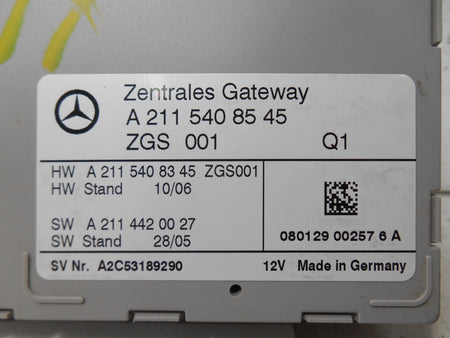 Zentrales Gateway
A 211 540 85 45
ZGS 001 Q1
HW A 211 540 83 45 ZGS001
HW Stand 10/06
SW A 211 442 00 27
SW Stand 28/05
080129 00257 6 A
SV Nr. A2C53189290 12V Made in Germany